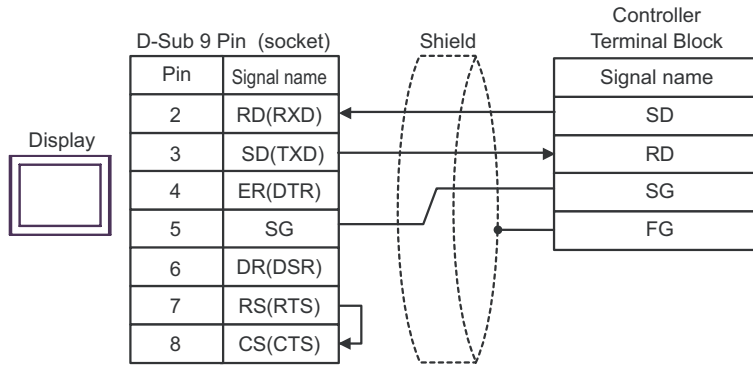 Controller
D-Sub 9 Pin (socket) Shield Terminal Block
Pin Signal name Signal name
2 RD(RXD) SD
Display 3 SD(TXD) RD
4 ER(DTR) SG
5 SG FG
6 DR(DSR)
7 RS(RTS)
8 CS(CTS)